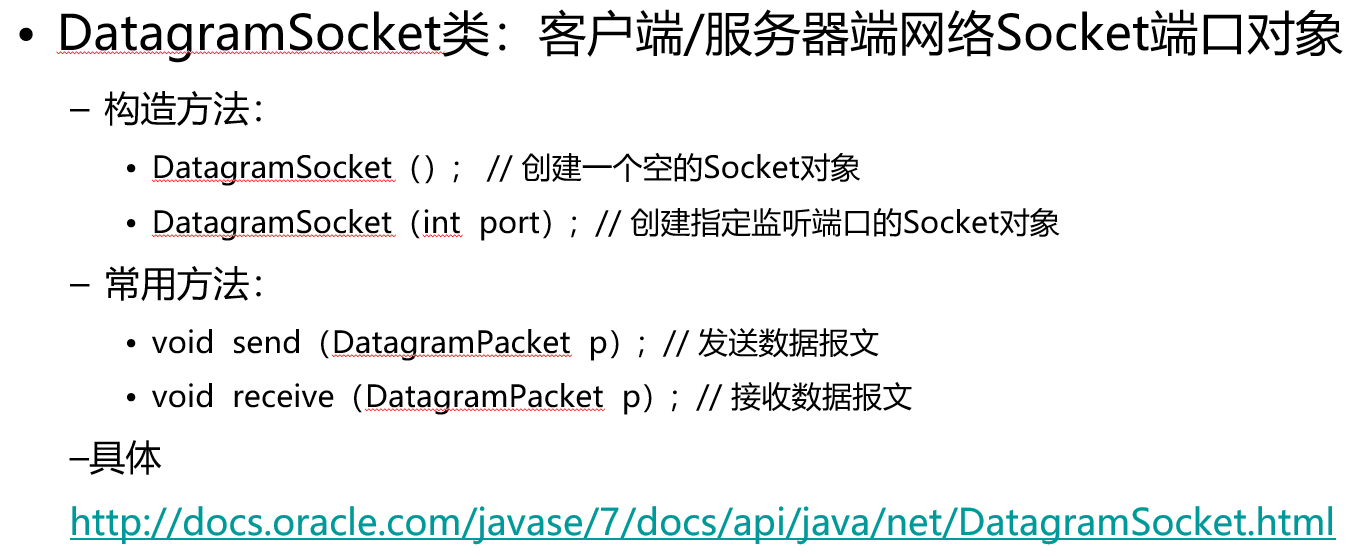 • DatagramSocket类：客户端/服务器端网络Socket端口对象
– 构造方法：
• DatagramSocket（）； // 创建一个空的Socket对象
• DatagramSocket（int port）；// 创建指定监听端口的Socket对象
– 常用方法：
• void send（DatagramPacket p）；// 发送数据报文
• void receive（DatagramPacket p）；// 接收数据报文
–具体
http://docs.oracle.com/javase/7/docs/api/java/net/DatagramSocket.html